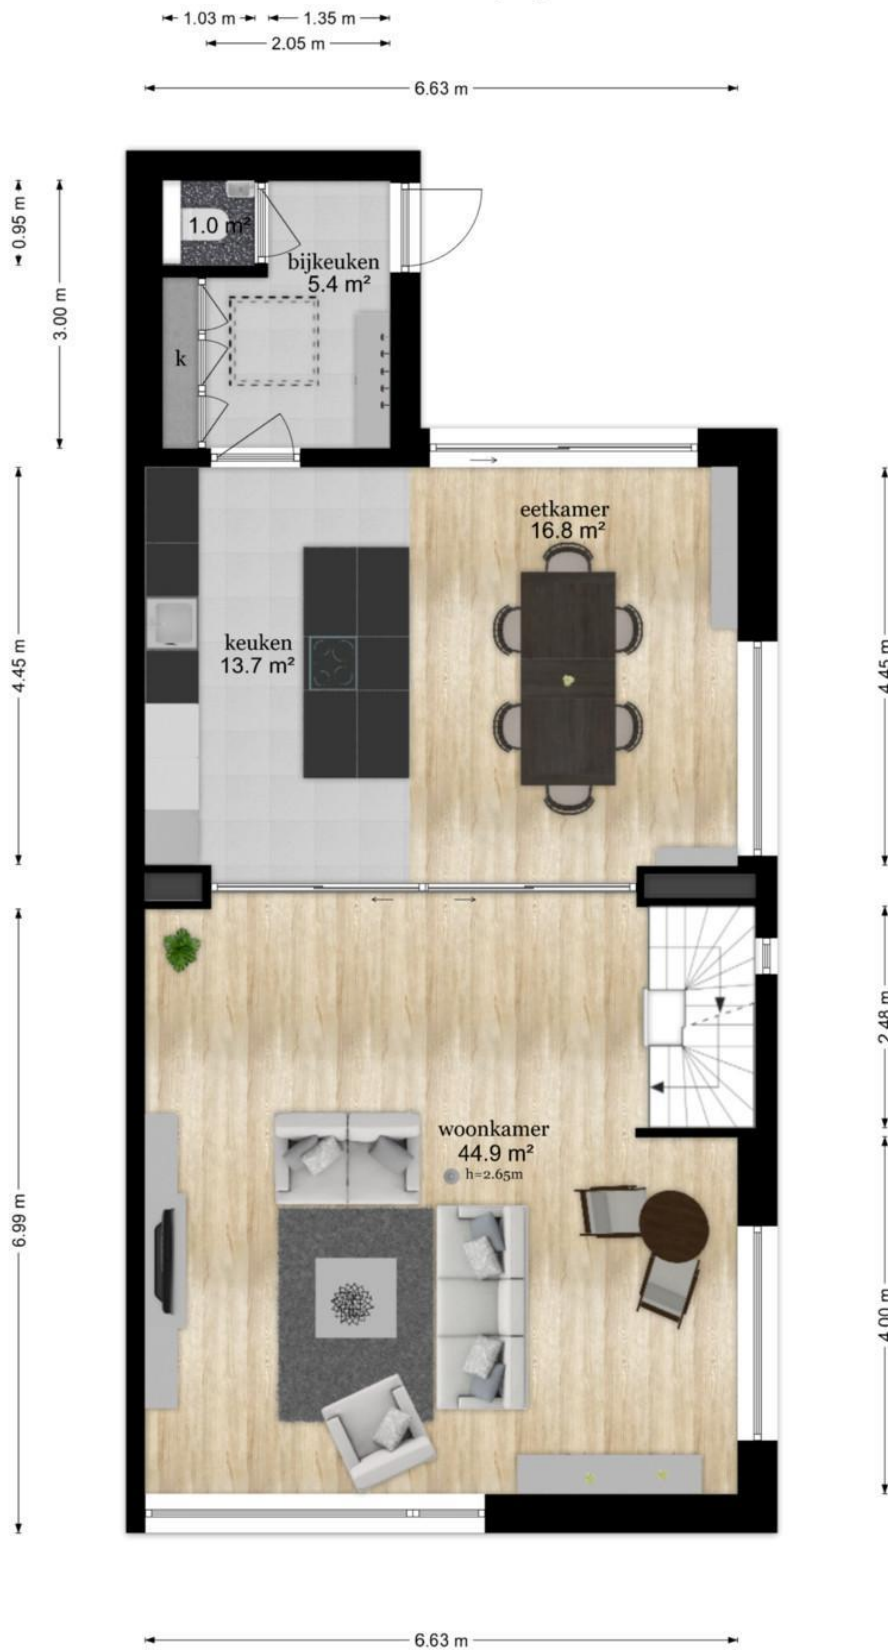 1.03 m
1.35 m
2.05 m
6.63 m
0.95 m
3.00 m
1.0 m²
bijkeuken
5.4 m²
k
eetkamer
16.8 m²
keuken
13.7 m²
4.45 m
4.45 m
2.48 m
woonkamer
44.9 m²
h=2.65m
6.99 m
4.00 m
6.63 m